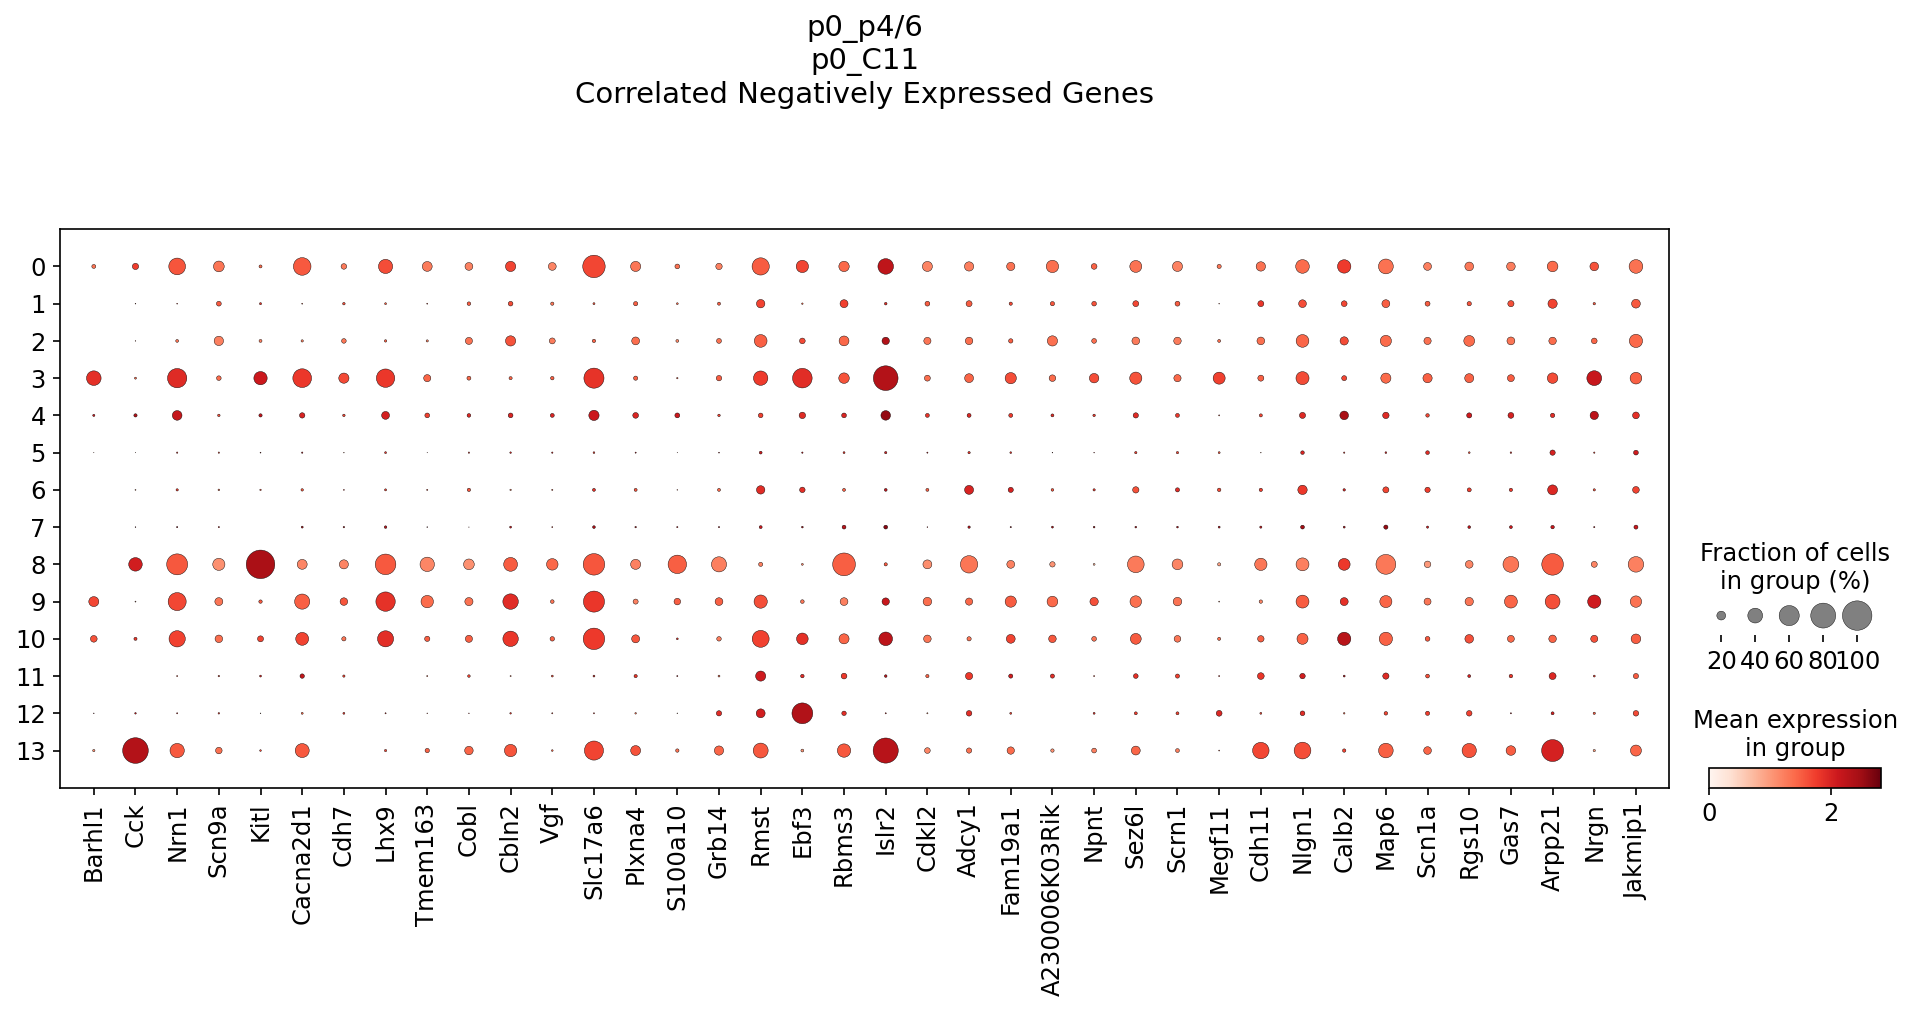 p0_p4/6
p0_C11
Correlated Negatively Expressed Genes
0
1
2
3
4
5
6
7
8
9
10
11
12
13
Barhl1
Cck
Nrn1
Scn9a
Kitl
Cacna2d1
Cdh7
Lhx9
Tmem163
Cobl
Cbln2
Vgf
Slc17a6
Plxna4
S100a10
Grb14
Rmst
Ebf3
Rbms3
Islr2
Cdkl2
Adcy1
Fam19a1
A230006K03Rik
Npnt
Sez6l
Scrn1
Megf11
Cdh11
Nlgn1
Calb2
Map6
Scn1a
Rgs10
Gas7
Arpp21
Nrgn
Jakmip1
Fraction of cells
in group (%)
20 40 60 80 100
Mean expression
in group
0 2